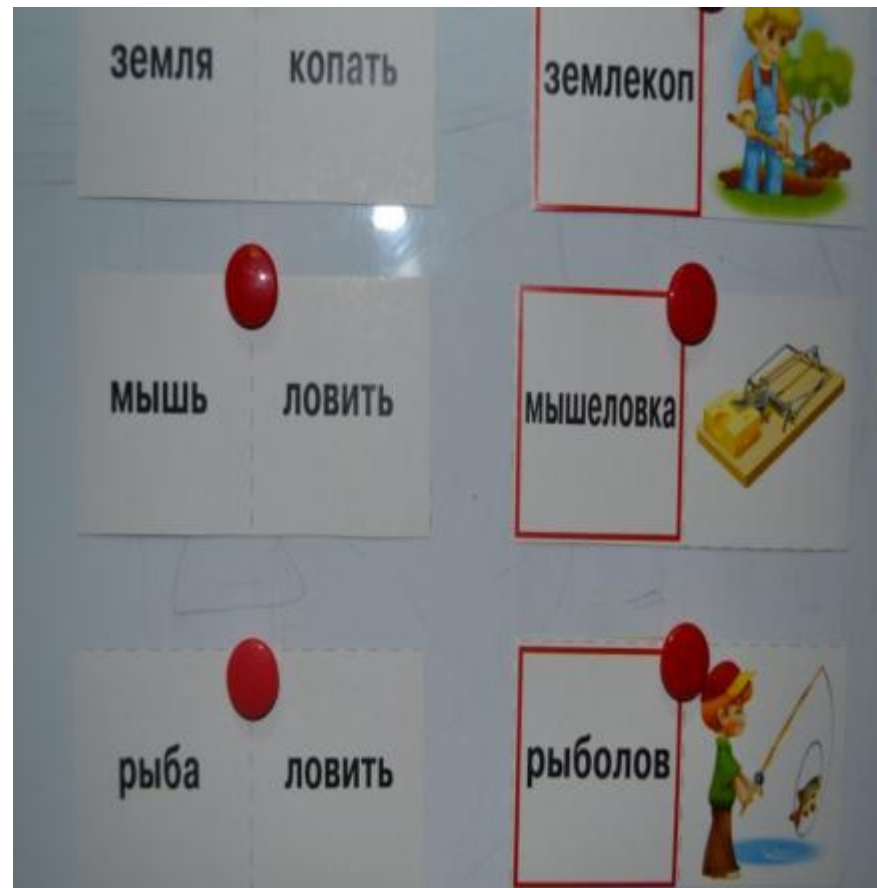 земля копать землекоп
мышь ловить мышеловка
рыба ловить рыболов